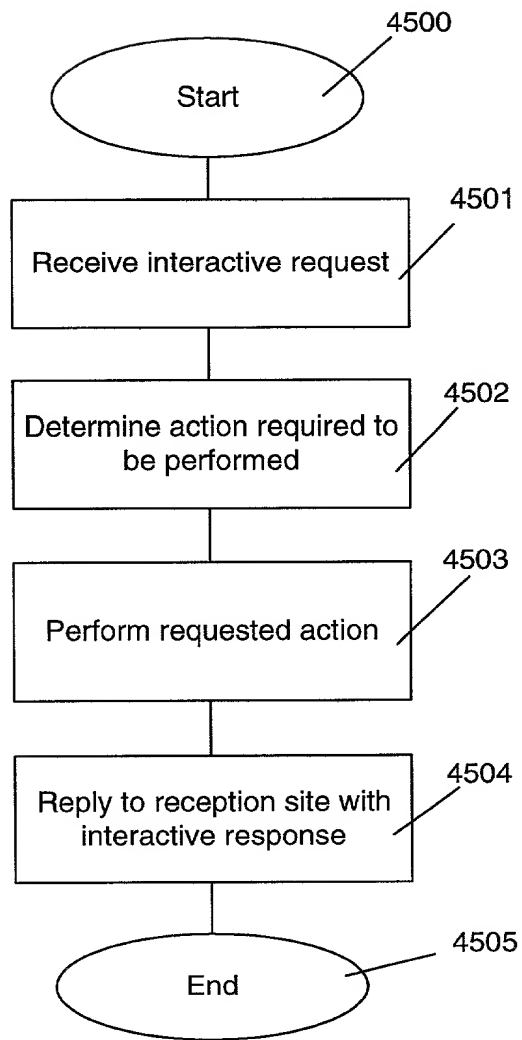 4500
Start
4501
Receive interactive request
4502
Determine action required to
be performed
4503
Perform requested action
4504
Reply to reception site with
interactive response
4505
End